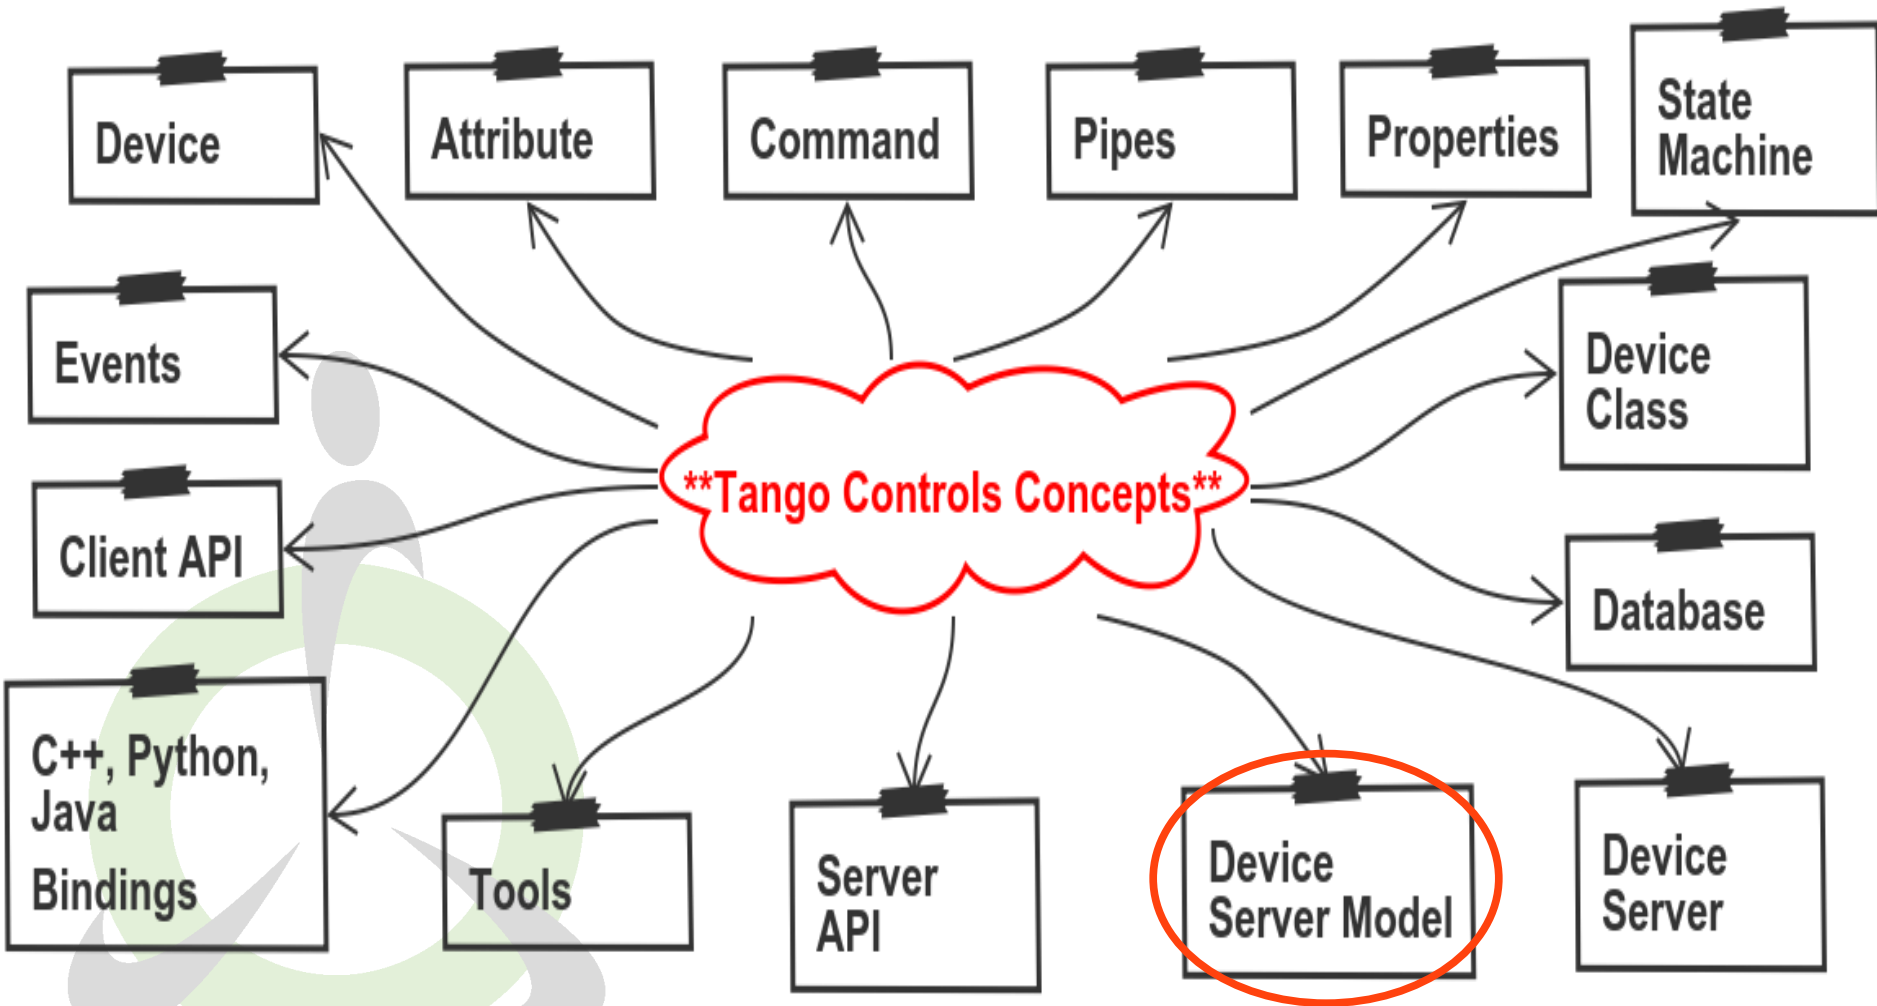 Device
Attribute
Command
Pipes
Properties
State
Machine
Events
Device
Class
**Tango Controls Concepts**
Client API
Database
C++, Python,
Java
Bindings
Tools
Server
API
Device
Server Model
Device
Server